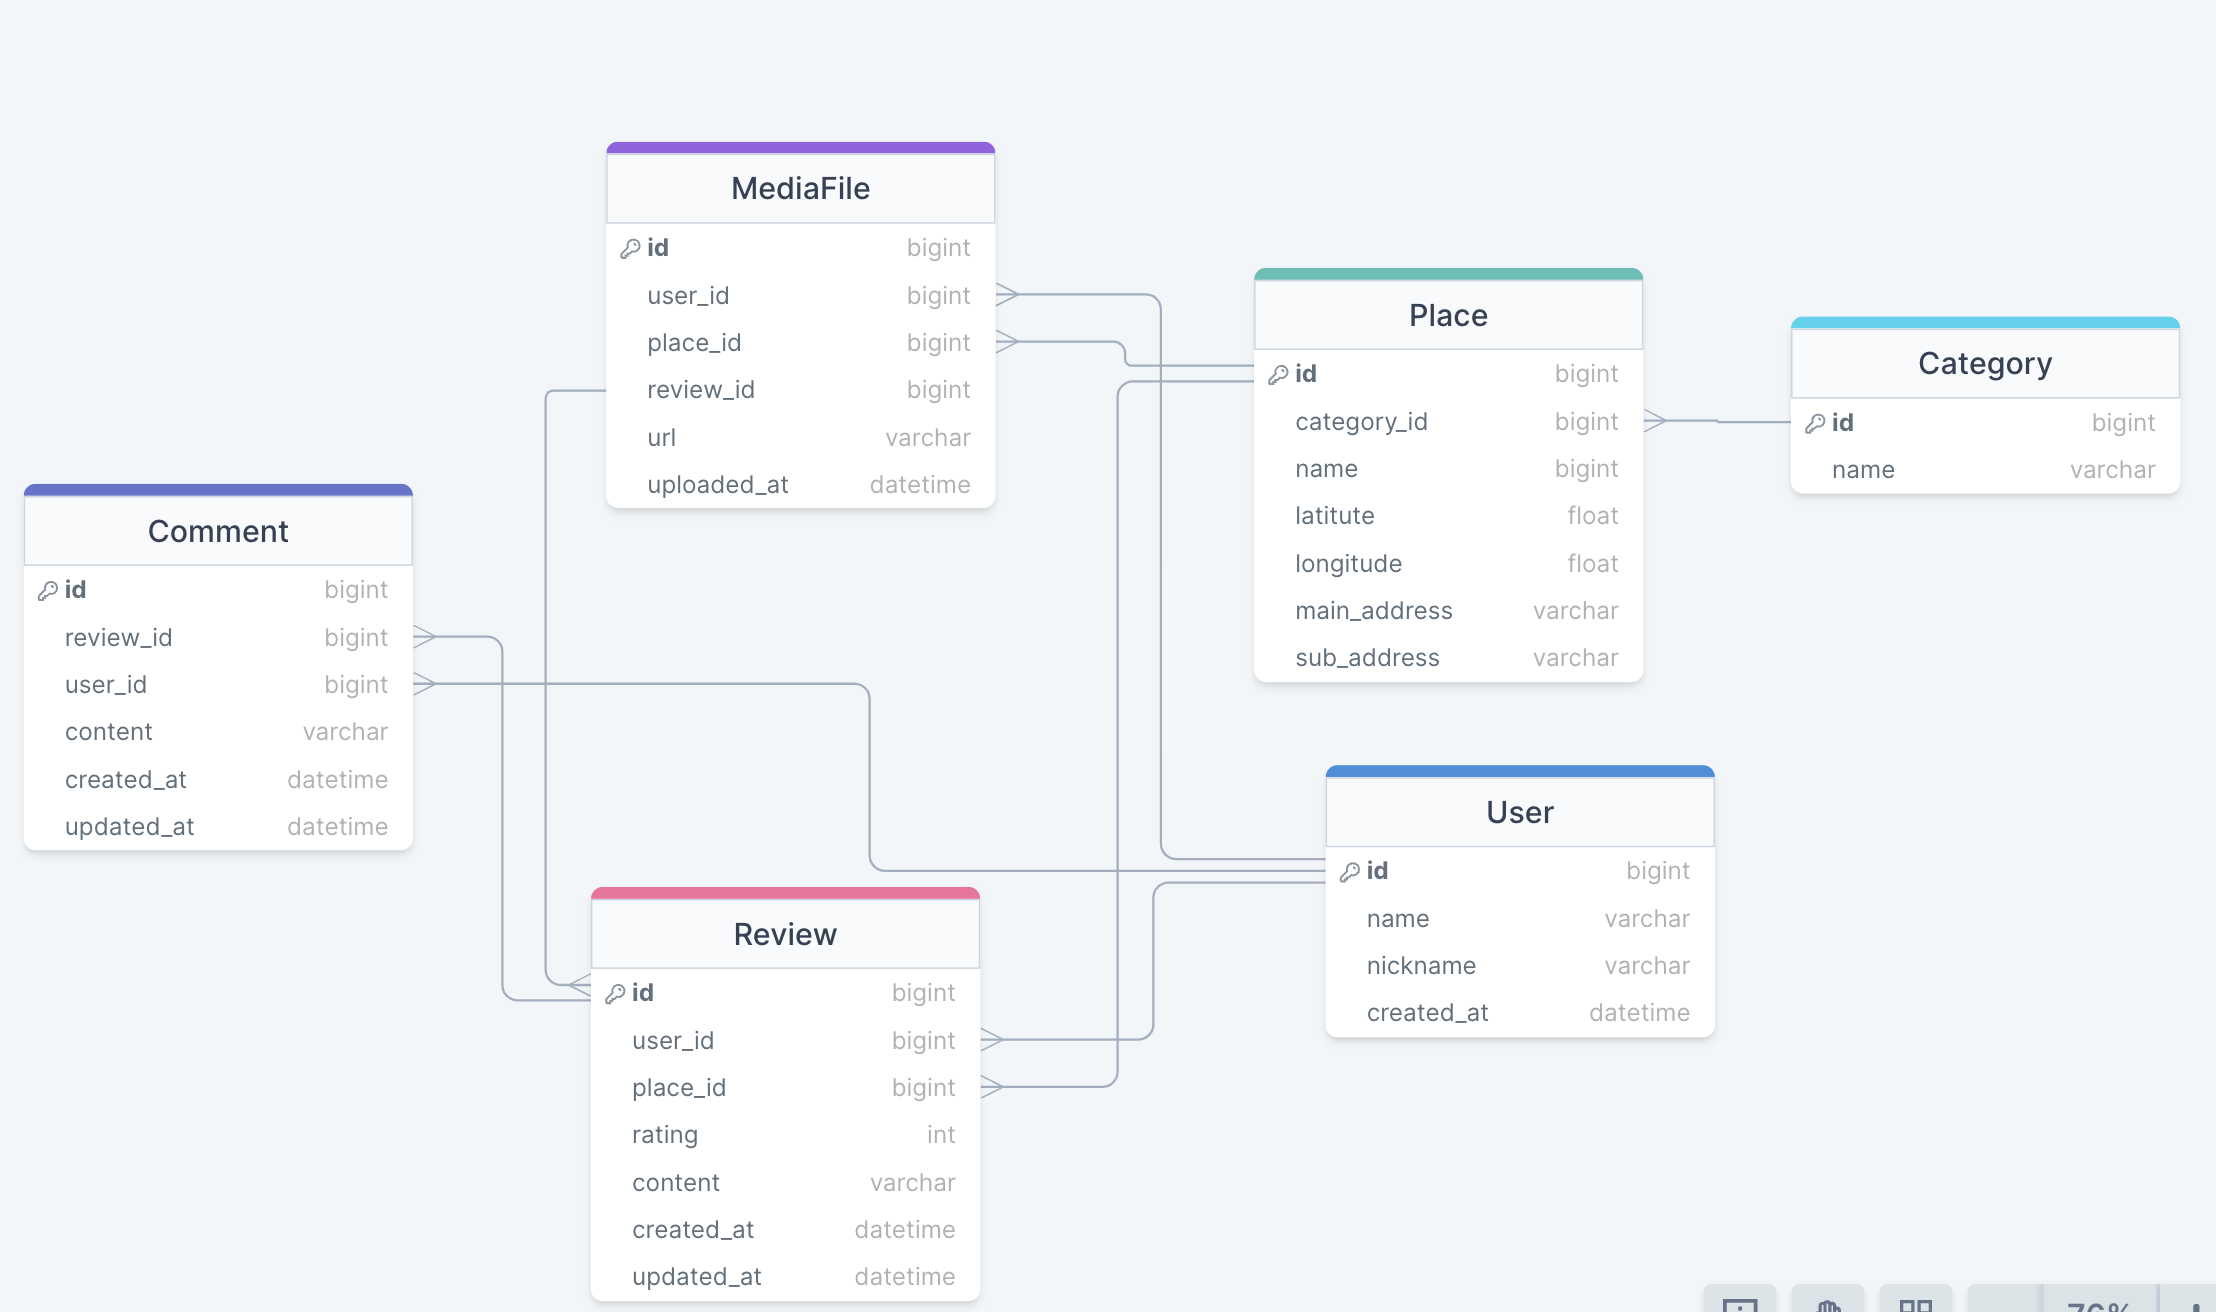 MediaFile
id bigint
user_id bigint
place_id bigint
review_id bigint
url varchar
uploaded_at datetime
Place
id bigint
category_id bigint
name bigint
latitute float
longitude float
main_address varchar
sub_address varchar
Category
id bigint
name varchar
Comment
id bigint
review_id bigint
user_id bigint
content varchar
created_at datetime
updated_at datetime
User
id bigint
name varchar
nickname varchar
created_at datetime
Review
id bigint
user_id bigint
place_id bigint
rating int
content varchar
created_at datetime
updated_at datetime